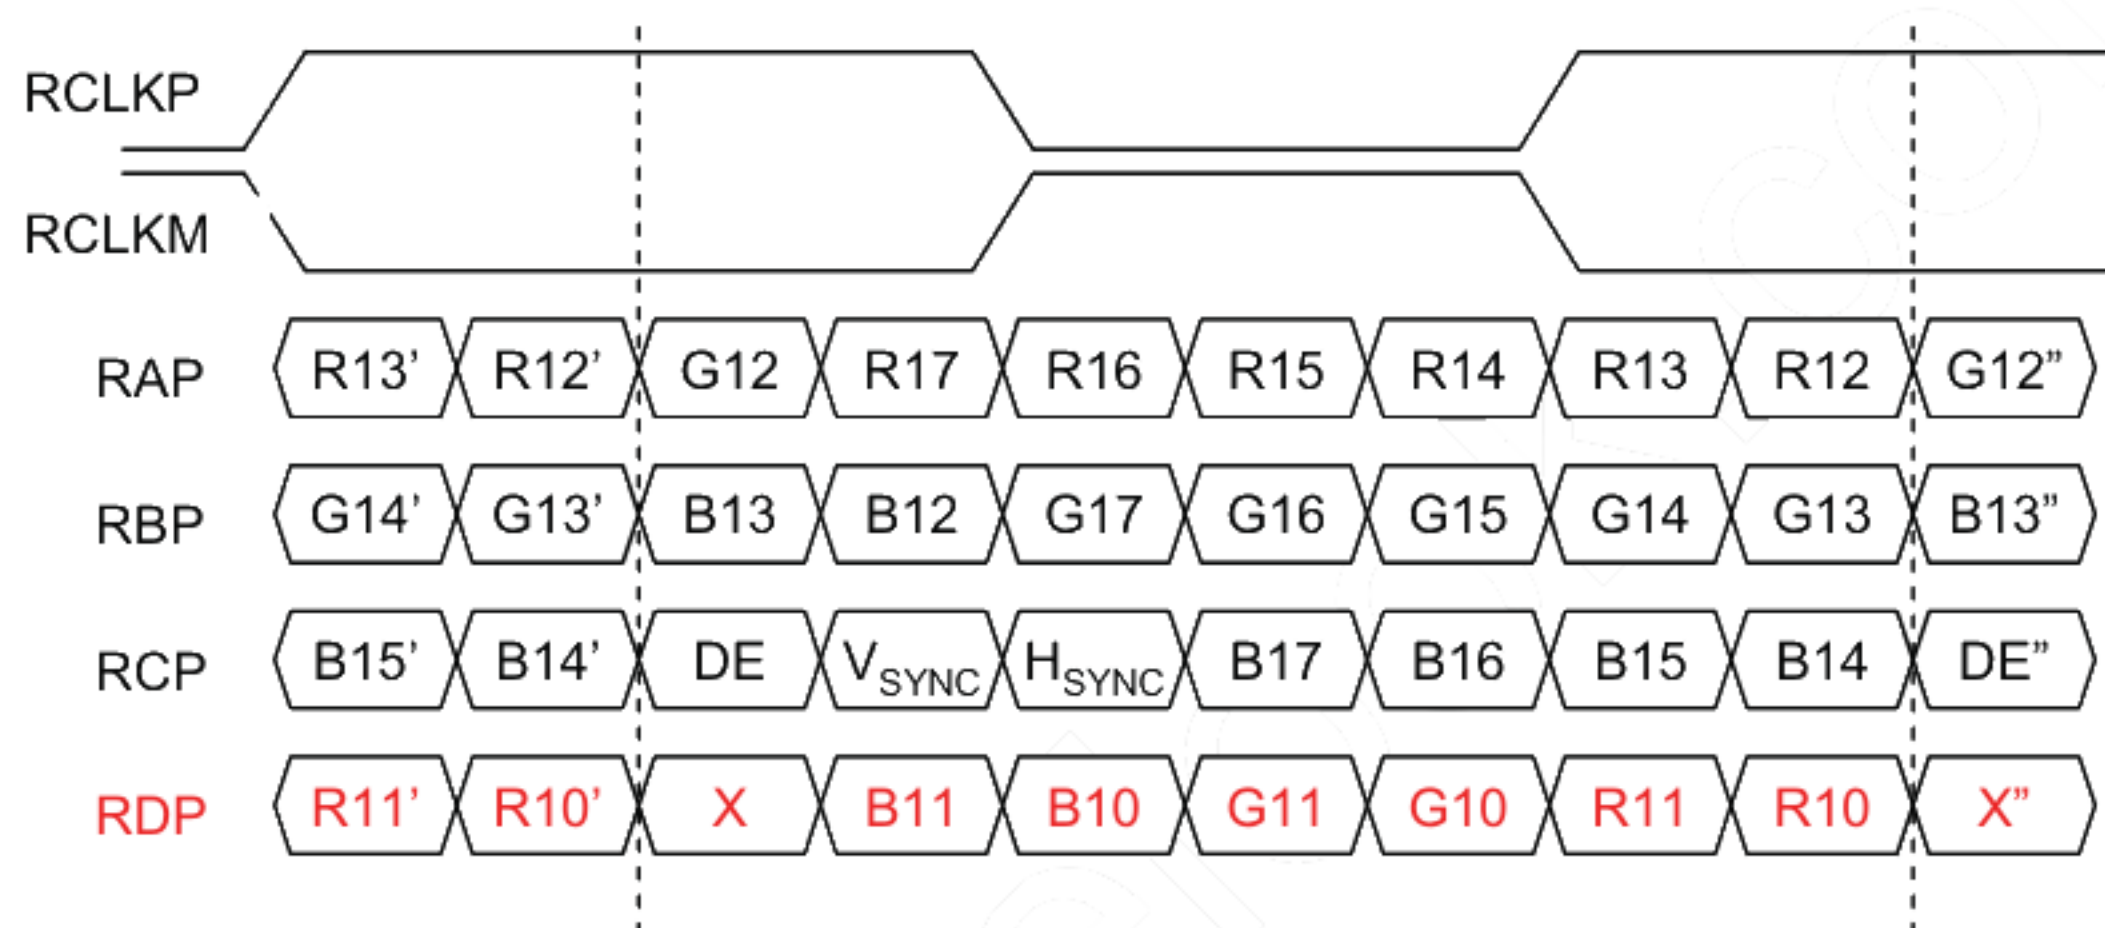 RCLKP
RCLKM
RAP R13' R12' G12 R17 R16 R15 R14 R13 R12 G12”
RBP G14' G13' B13 B12 G17 G16 G15 G14 G13 B13”
RCP B15' B14' DE VSYNC HSYNC B17 B16 B15 B14 DE”
RDP R11' R10' X B11 B10 G11 G10 R11 R10 X”